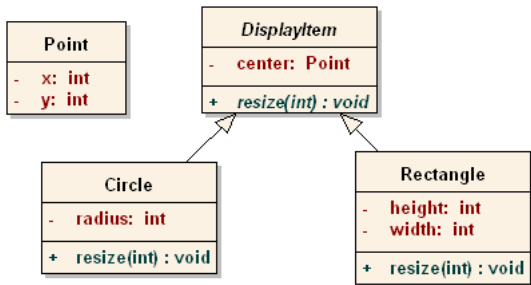 Point
- x: int
- y: int
DisplayItem
- center: Point
+ resize(int) : void
Circle
- radius: int
+ resize(int) : void
Rectangle
- height: int
- width: int
+ resize(int) : void